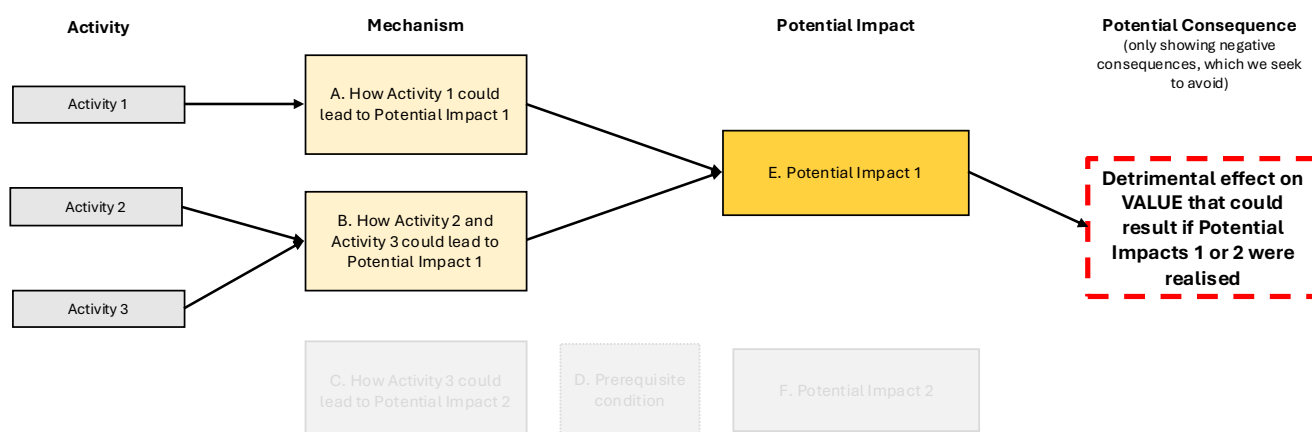 Activity
Mechanism
Potential Impact
Potential Consequence
(only showing negative
consequences, which we seek
to avoid)
Activity 1
A. How Activity 1 could
lead to Potential Impact 1
E. Potential Impact 1
Detrimental effect on
VALUE that could
result if Potential
Impacts 1 or 2 were
realised
Activity 2
B. How Activity 2 and
Activity 3 could lead to
Potential Impact 1
Activity 3
C. How Activity 3 could
lead to Potential Impact 2
D. Prerequisite
condition
F. Potential Impact 2